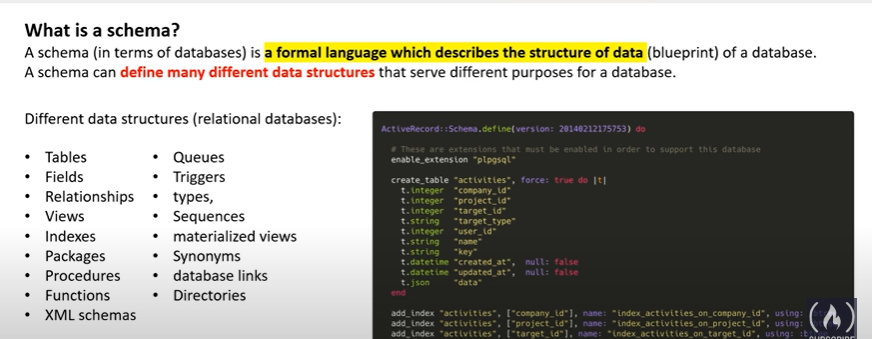 What is a schema?
A schema (in terms of databases) is a formal language which describes the structure of data (blueprint) of a database.
A schema can define many different data structures that serve different purposes for a database.
Different data structures (relational databases):
• Tables
• Fields
• Relationships
• Views
• Indexes
• Packages
• Procedures
• Functions
• XML schemas
• Queues
• Triggers
• types,
• Sequences
• materialized views
• Synonyms
• database links
• Directories
ActiveRecord::Schema.define(version: 20140212175753) do
# These are extensions that must be enabled in order to support this database
enable_extension "plpgsql"
create_table "activities", force: true do |t|
t.integer "company_id"
t.integer "project_id"
t.integer "target_id"
t.string "target_type"
t.integer "user_id"
t.string "name"
t.string "key"
t.datetime "created_at", null: false
t.datetime "updated_at", null: false
t.json "data"
end
add_index "activities", ["company_id"], name: "index_activities_on_company_id", using:
add_index "activities", ["project_id"], name: "index_activities_on_project_id", using:
add_index "activities", ["target_id"], name: "index_activities_on_target_id", using: